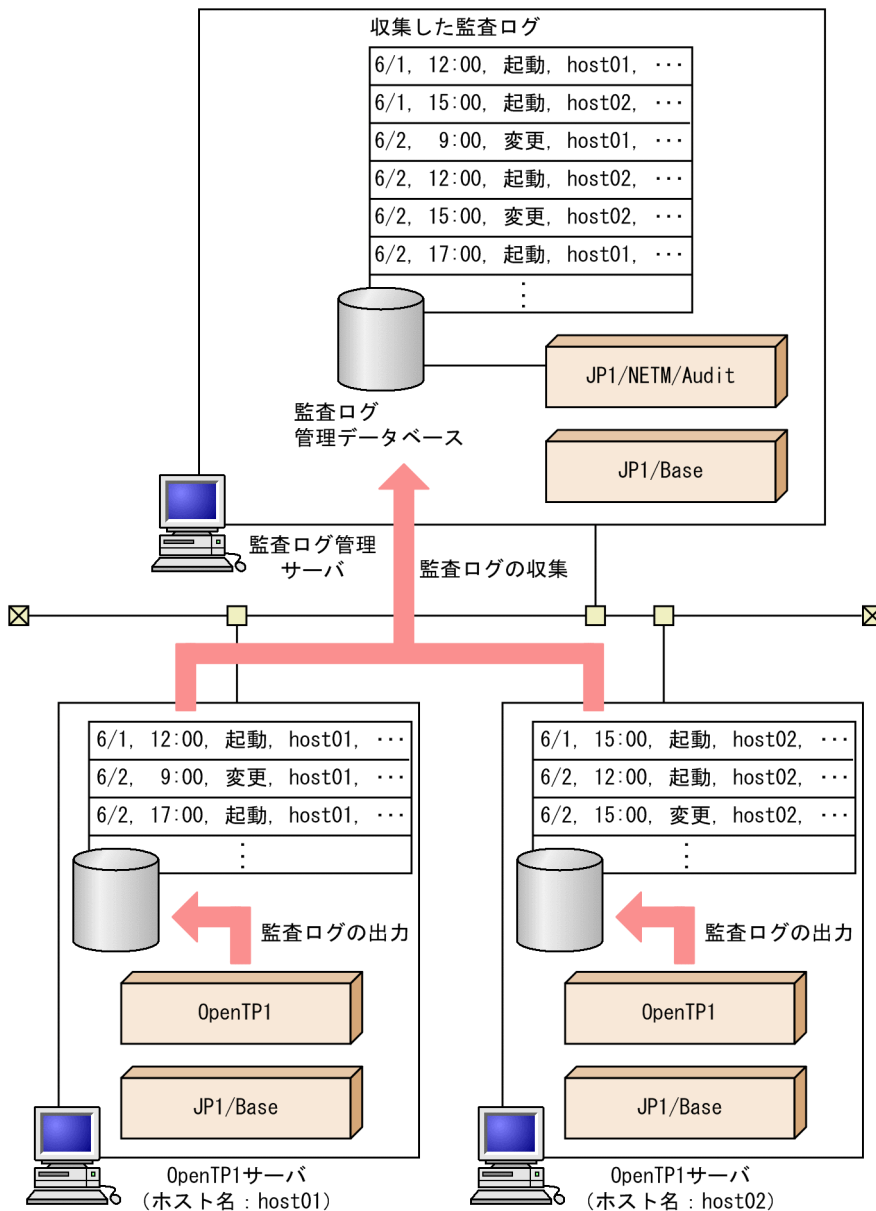 収集した監査ログ
6/1, 12:00, 起動, host01, ･･･
6/1, 15:00, 起動, host02, ･･･
6/2, 9:00, 変更, host01, ･･･
6/2, 12:00, 起動, host02, ･･･
6/2, 15:00, 変更, host02, ･･･
6/2, 17:00, 起動, host01, ･･･
:
JP1/NETM/Audit
監査ログ
管理データベース
JP1/Base
監査ログ管理
サーバ
監査ログの収集
6/1, 12:00, 起動, host01, ･･･
6/2, 9:00, 変更, host01, ･･･
6/2, 17:00, 起動, host01, ･･･
:
監査ログの出力
OpenTP1
JP1/Base
OpenTP1サーバ
(ホスト名：host01)
6/1, 15:00, 起動, host02, ･･･
6/2, 12:00, 起動, host02, ･･･
6/2, 15:00, 変更, host02, ･･･
:
監査ログの出力
OpenTP1
JP1/Base
OpenTP1サーバ
(ホスト名：host02)